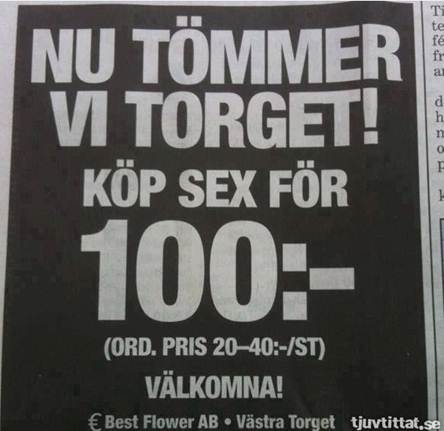 NU TÖMMER
VI TORGET!
KÖP SEX FÖR
100:-
(ORD. PRIS 20–40:-/ST)
VÄLKOMNA!
€ Best Flower AB • Västra Torget
tjuvtittat.se